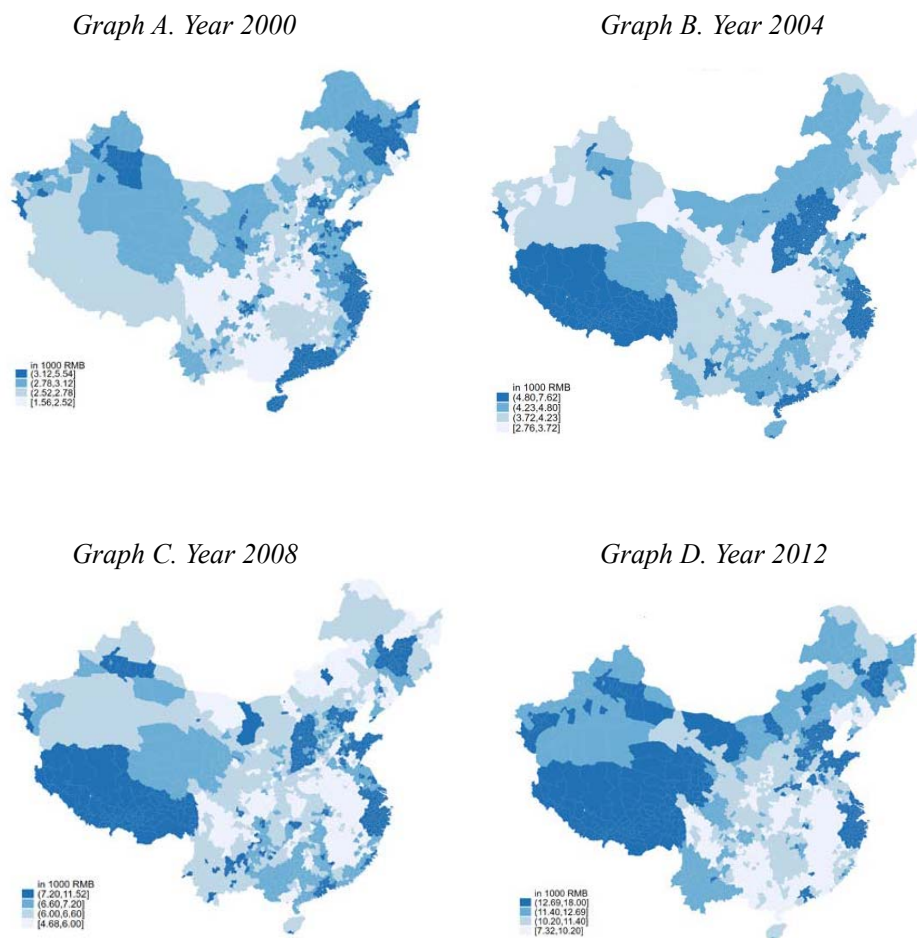 Graph A. Year 2000
Graph B. Year 2004
in 1000 RMB
(3.12,5.54]
(2.78,3.12]
(2.52,2.78]
[1.56,2.52]
in 1000 RMB
(4.80,7.62]
(4.23,4.80]
(3.72,4.23]
[2.76,3.72]
Graph C. Year 2008
Graph D. Year 2012
in 1000 RMB
(7.20,11.52]
(6.60,7.20]
(6.00,6.60]
[4.68,6.00]
in 1000 RMB
(12.69,18.00]
(11.40,12.69]
(10.20,11.40]
[7.32,10.20]